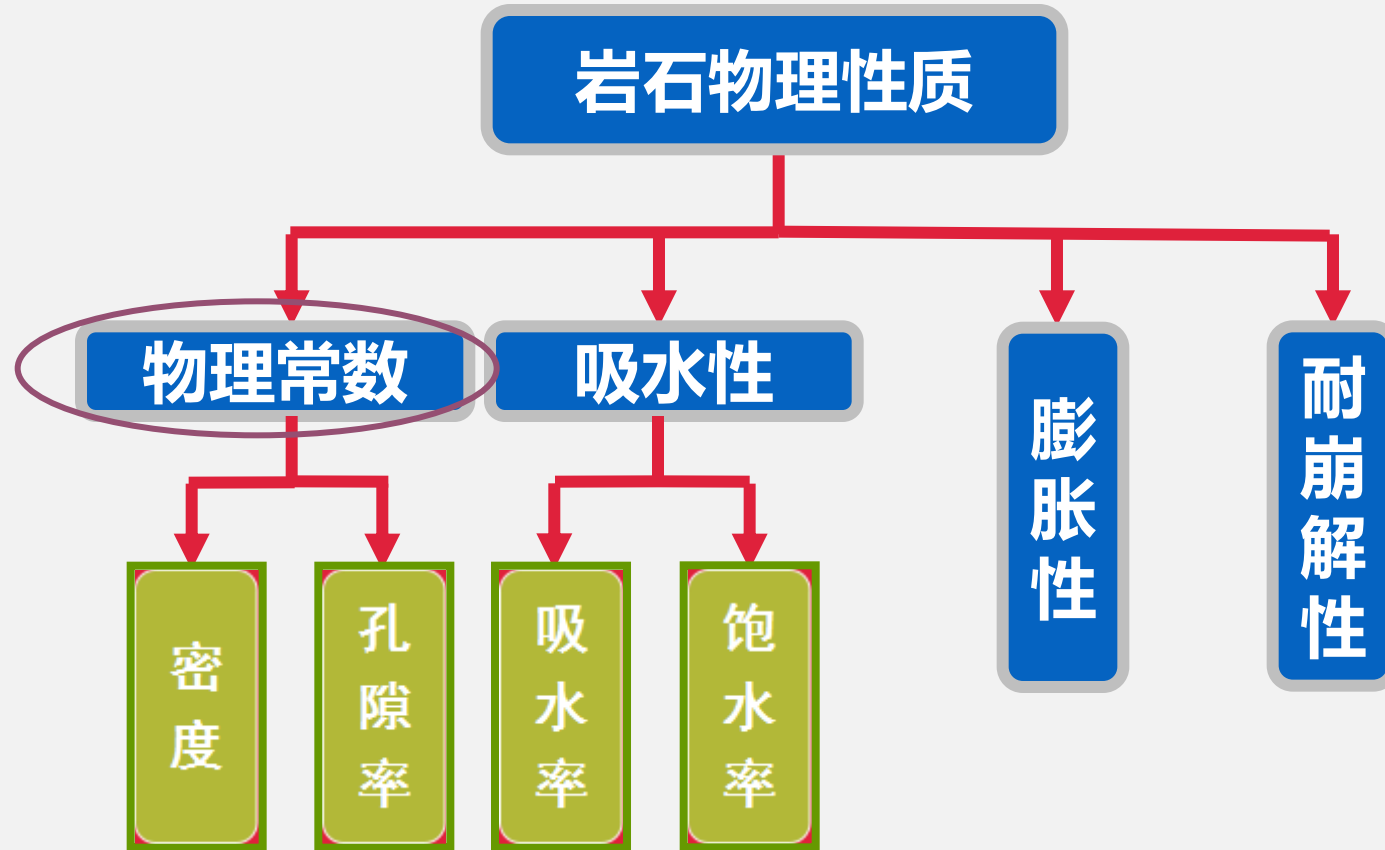 岩石物理性质
物理常数
吸水性
膨胀性
耐崩解性
密度
孔隙率
吸水率
饱水率